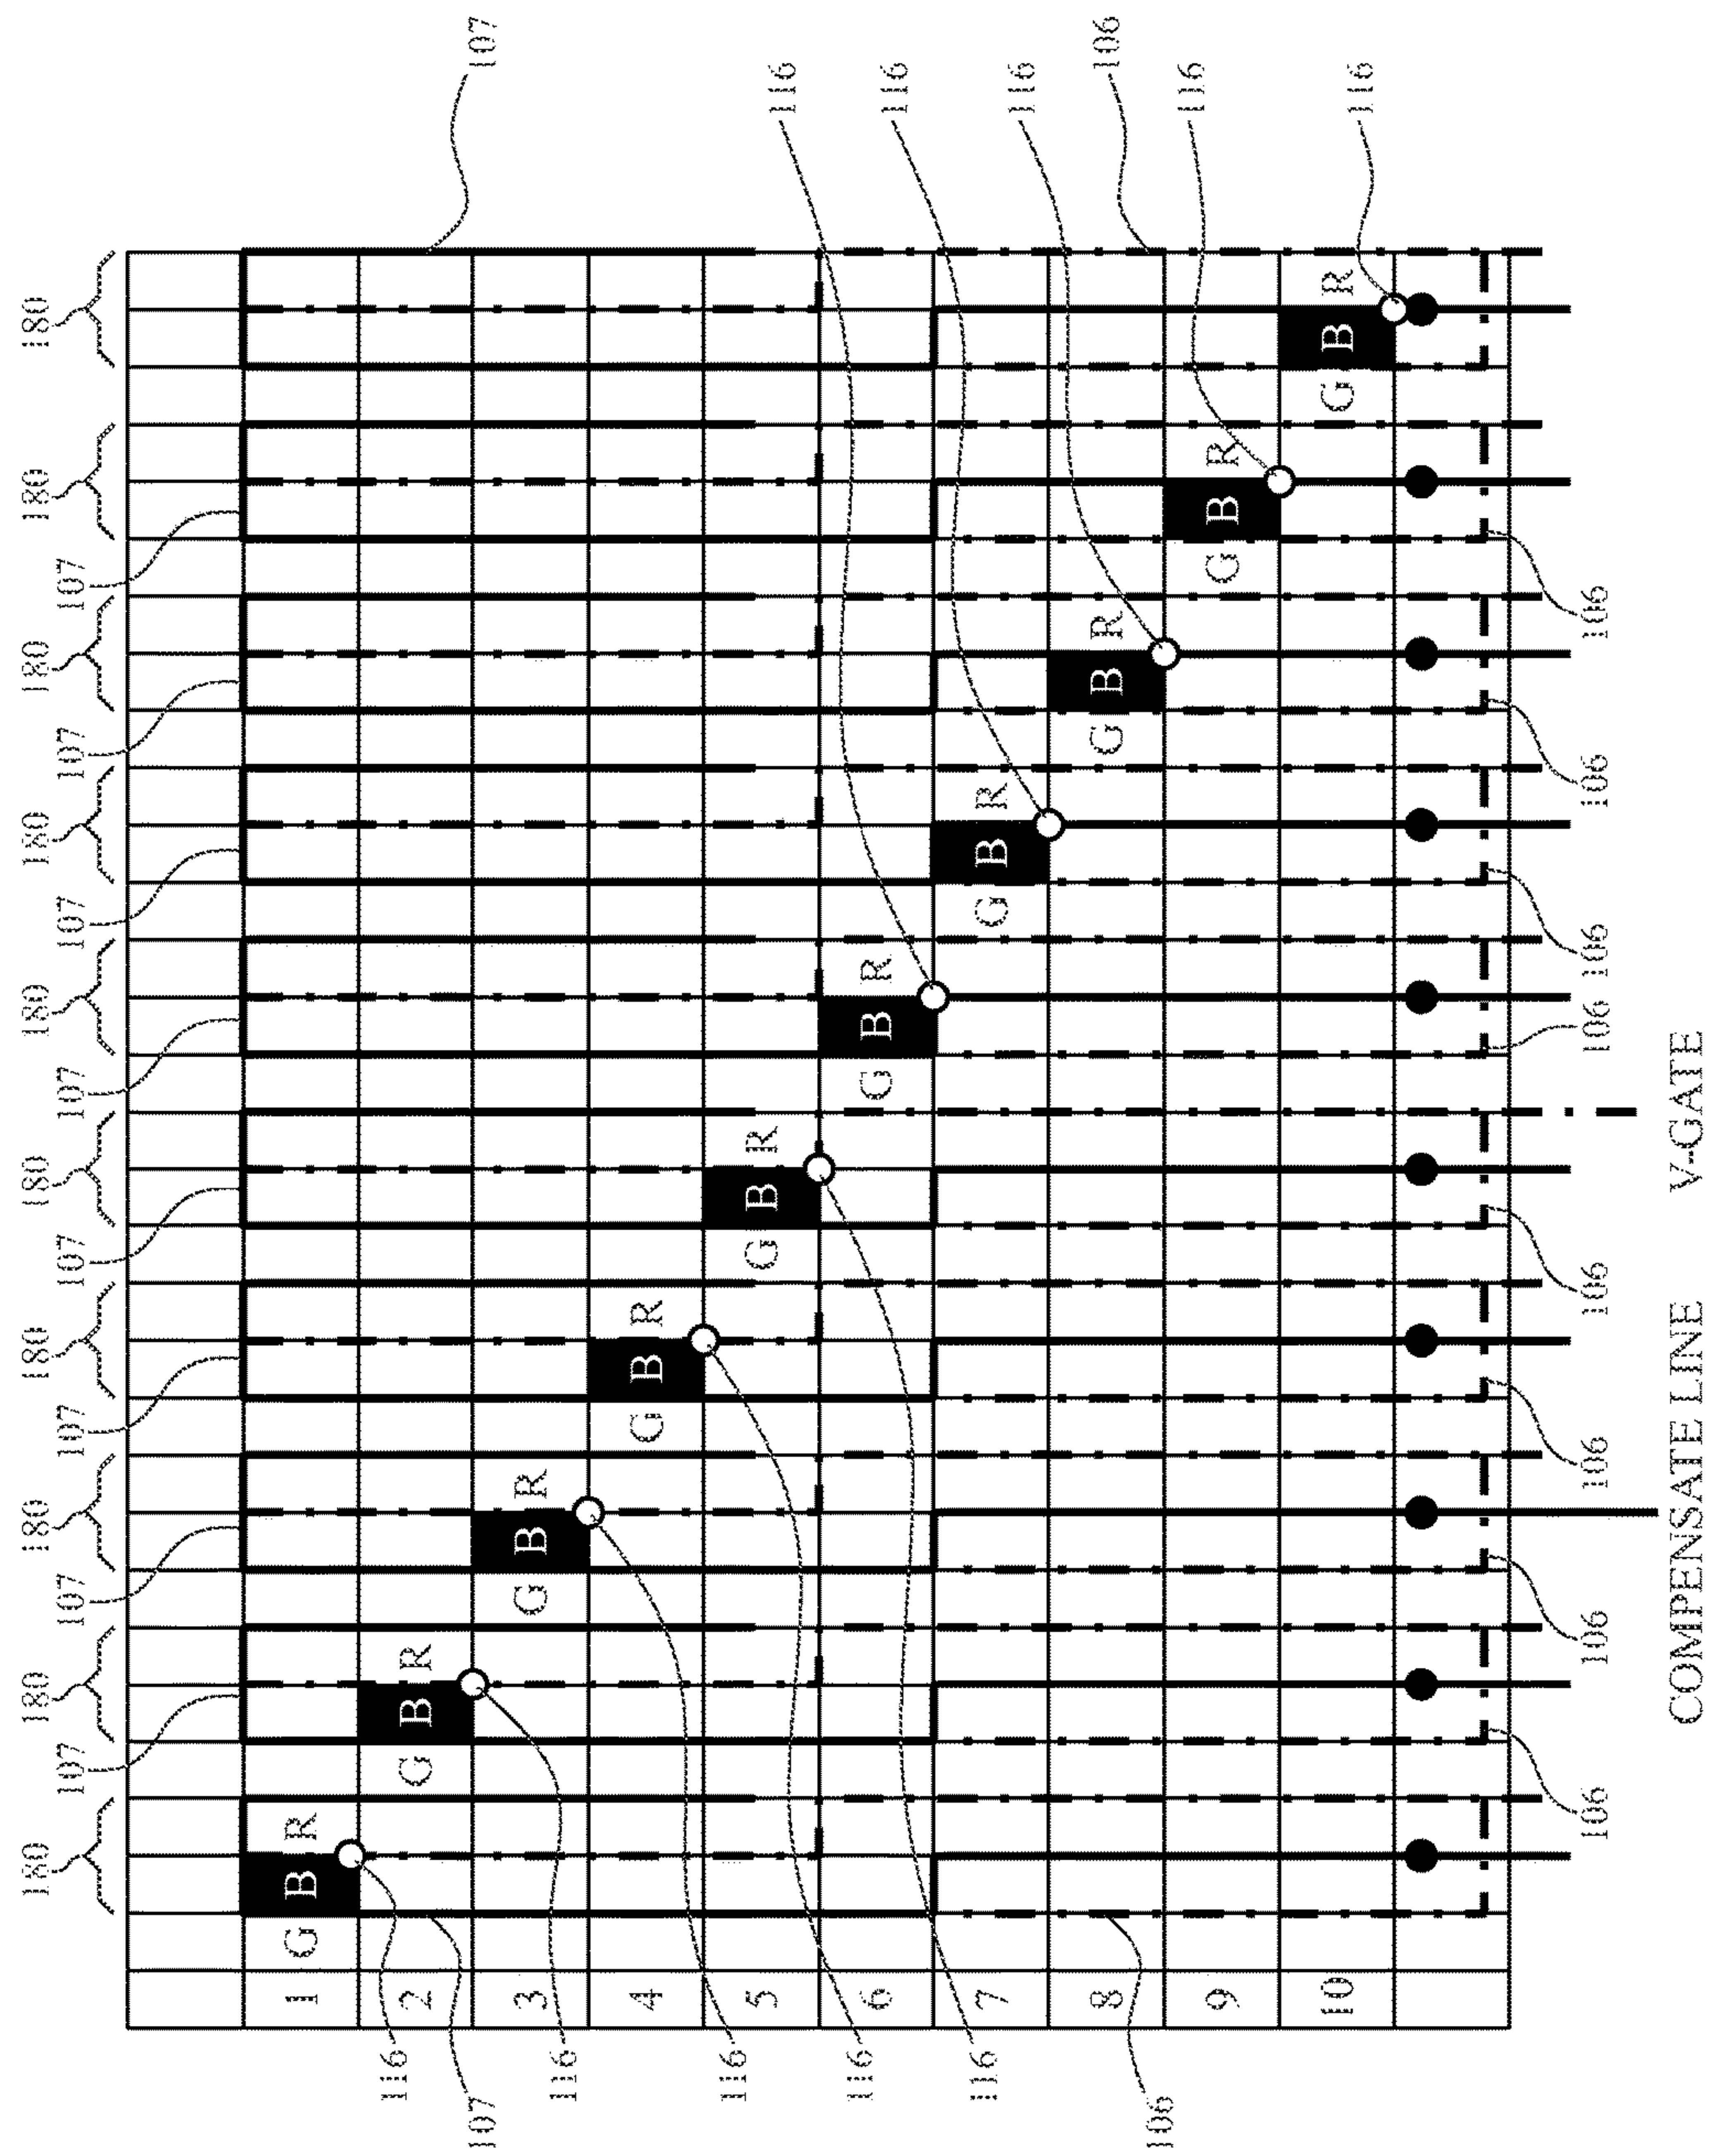 180 180 180 180 180 180 180 180 180 180
107 107 107 107 107 107 107 107
1 G B R
116
2 G B R
107 107
3 G B R
116
4 G B R
116
5 G B R
116
116
6 G B R
116
116
7 G B R
116
8 G B R
106
106
116
9 G B R
10 G B R
116
106 106 106 106 106 106 106 106
COMPENSATE LINE V-GATE